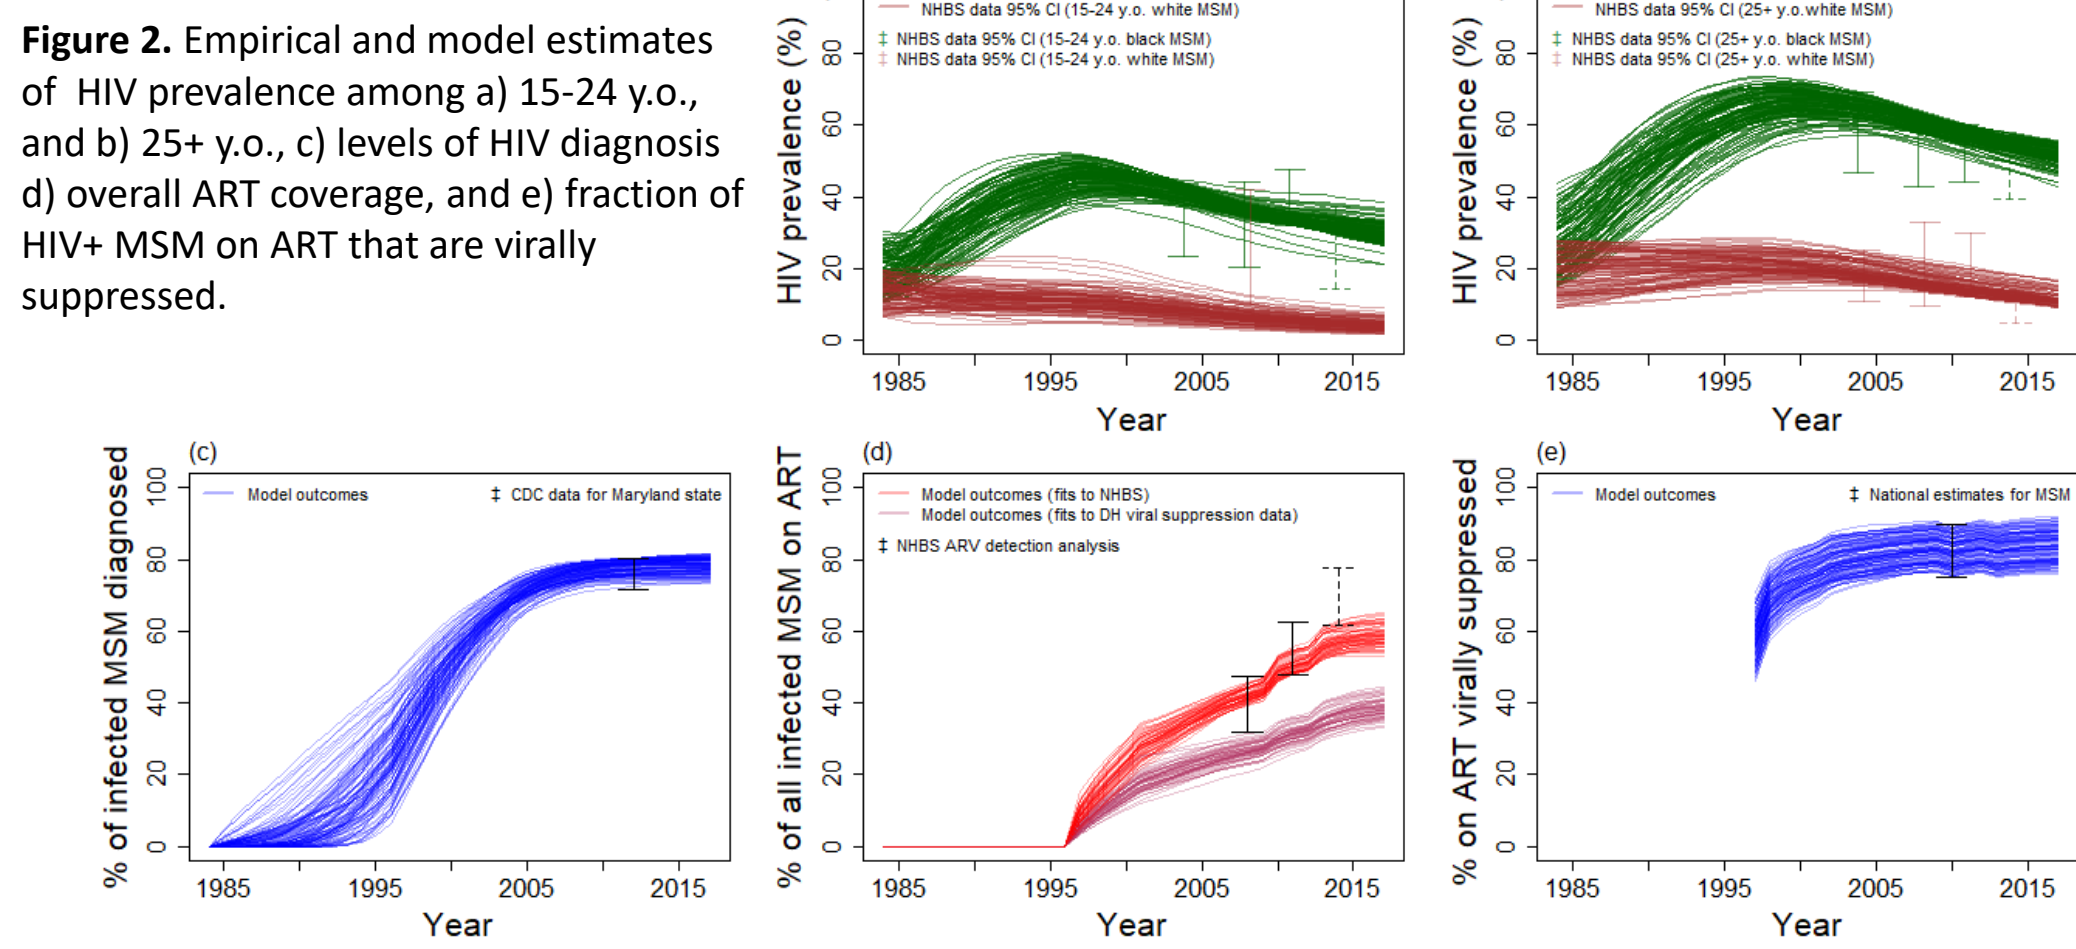 Figure 2. Empirical and model estimates
of HIV prevalence among a) 15-24 y.o.,
and b) 25+ y.o., c) levels of HIV diagnosis
d) overall ART coverage, and e) fraction of
HIV+ MSM on ART that are virally
suppressed.
NHBS data 95% CI (15-24 y.o. white MSM)
‡ NHBS data 95% CI (15-24 y.o. black MSM)
‡ NHBS data 95% CI (15-24 y.o. white MSM)
HIV prevalence (%)
80
60
40
20
0
1985 1995 2005 2015
Year
NHBS data 95% CI (25+ y.o.white MSM)
‡ NHBS data 95% CI (25+ y.o. black MSM)
‡ NHBS data 95% CI (25+ y.o. white MSM)
HIV prevalence (%)
80
60
40
20
0
1985 1995 2005 2015
Year
(c)
Model outcomes ‡ CDC data for Maryland state
% of infected MSM diagnosed
100
80
60
40
20
0
1985 1995 2005 2015
Year
(d)
Model outcomes (fits to NHBS)
Model outcomes (fits to DH viral suppression data)
‡ NHBS ARV detection analysis
% of all infected MSM on ART
100
80
60
40
20
0
1985 1995 2005 2015
Year
(e)
Model outcomes ‡ National estimates for MSM
% on ART virally suppressed
100
80
60
40
20
0
1985 1995 2005 2015
Year